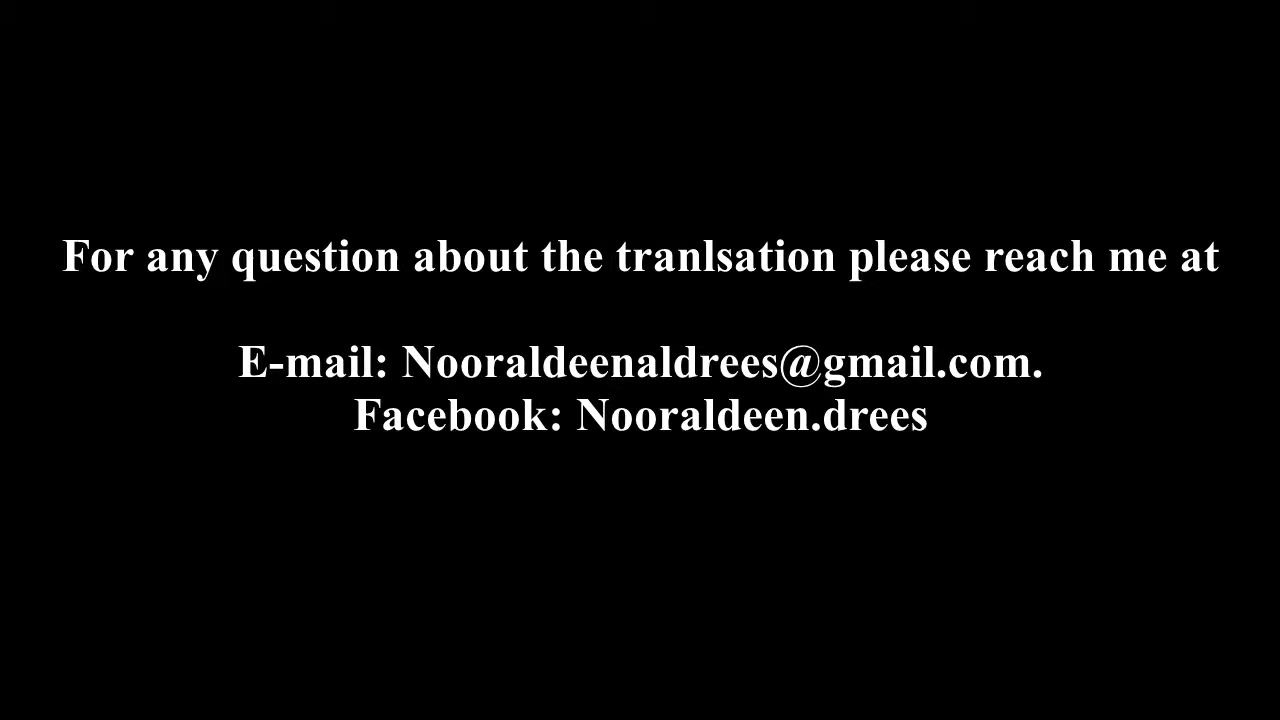 For any question about the tranlsation please reach me at
E-mail: Nooraldeenaldrees@gmail.com.
Facebook: Nooraldeen.drees